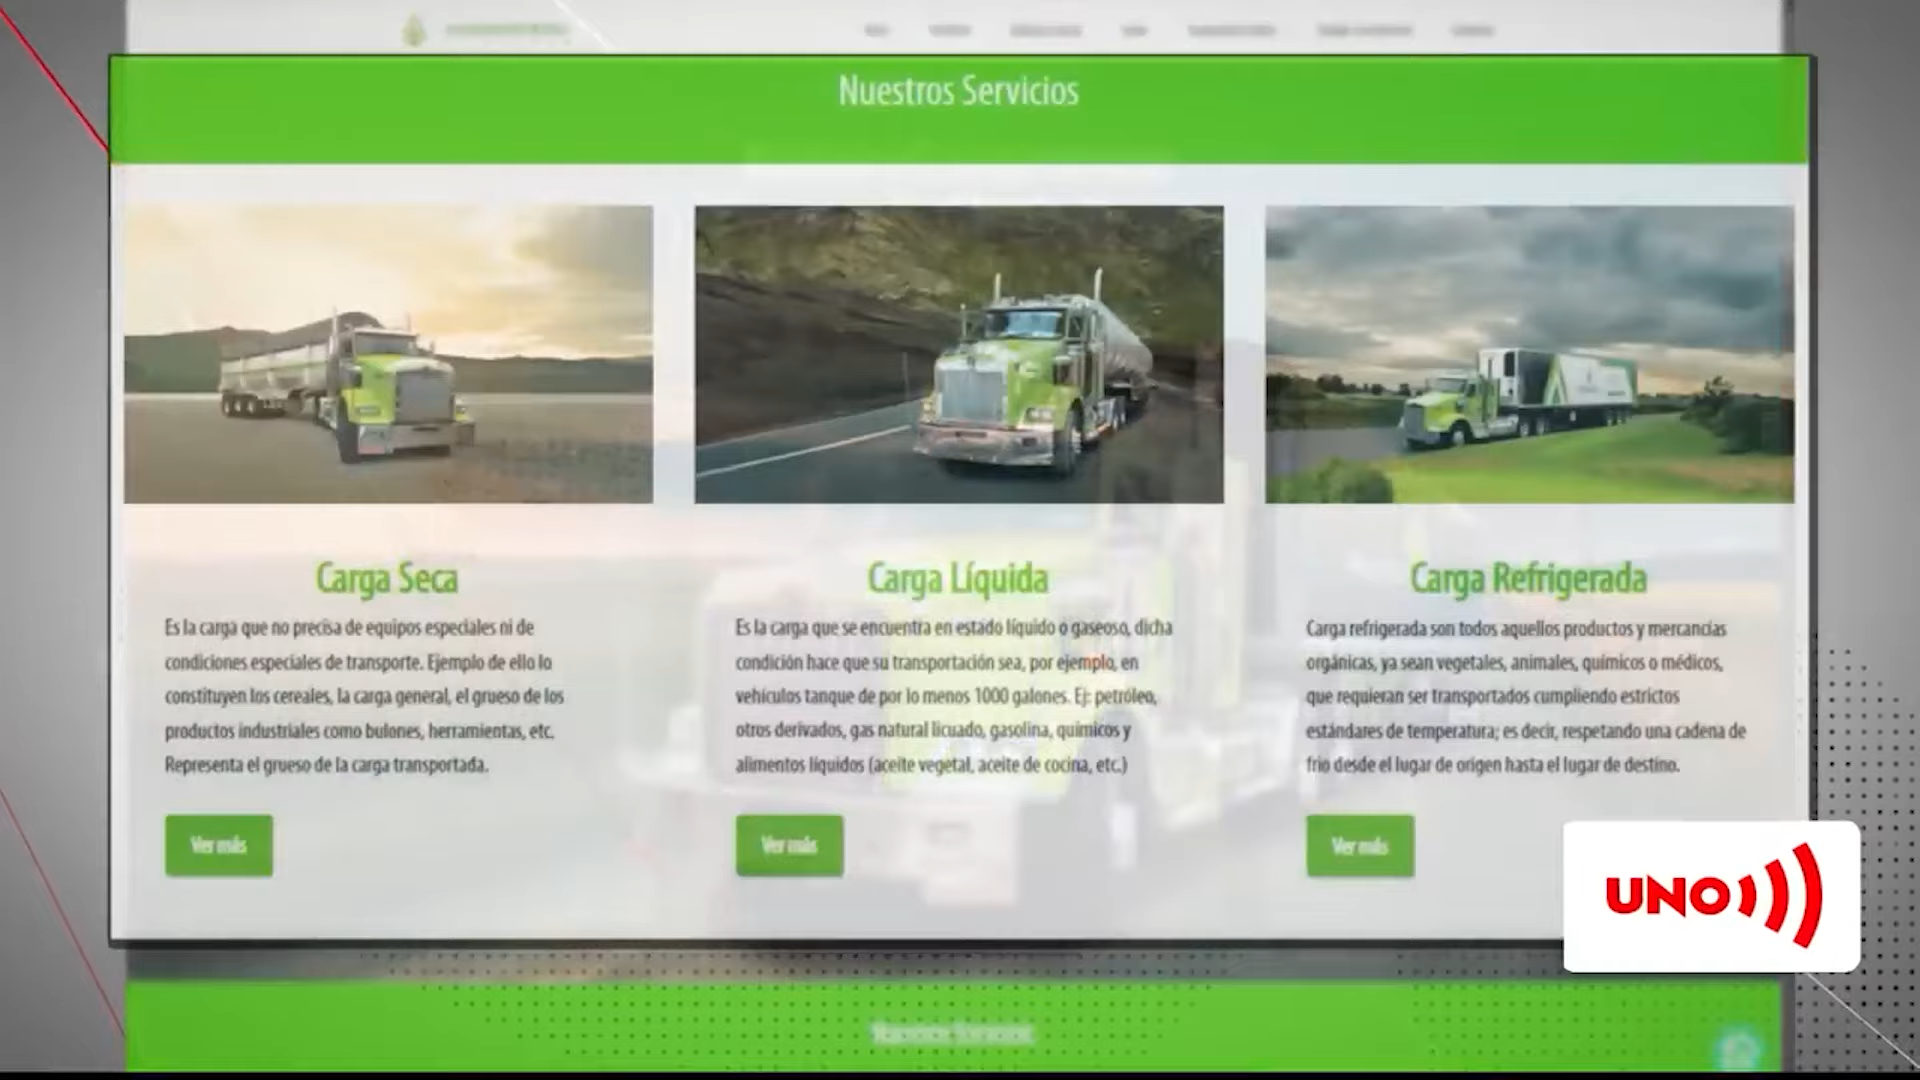 Nuestros Servicios
Carga Seca
Es la carga que no precisa de equipos especiales ni de
condiciones especiales de transporte. Ejemplo de ello lo
constituyen los cereales, la carga general, el grueso de los
productos industriales como bulones, herramientas, etc.
Representa el grueso de la carga transportada.
Ver más
Carga Líquida
Es la carga que se encuentra en estado líquido o gaseoso, dicha
condición hace que su transportación sea, por ejemplo, en
vehículos tanque de por lo menos 1000 galones. Ej: petróleo,
otros derivados, gas natural licuado, gasolina, químicos y
alimentos líquidos (aceite vegetal, aceite de cocina, etc.)
Ver más
Carga Refrigerada
Carga refrigerada son todos aquellos productos y mercancías
orgánicas, ya sean vegetales, animales, químicos o médicos,
que requieran ser transportados cumpliendo estrictos
estándares de temperatura; es decir, respetando una cadena de
frio desde el lugar de origen hasta el lugar de destino.
Ver más
UNO